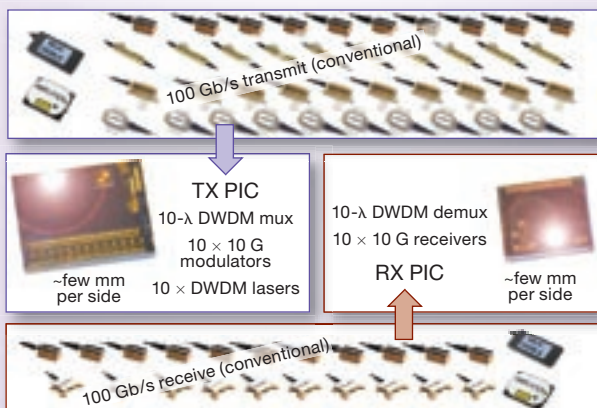 100 Gb/s transmit (conventional)
TX PIC
10-λ DWDM mux
10 × 10 G
modulators
10 × DWDM lasers
~few mm
per side
10-λ DWDM demux
10 × 10 G receivers
RX PIC
~few mm
per side
100 Gb/s receive (conventional)